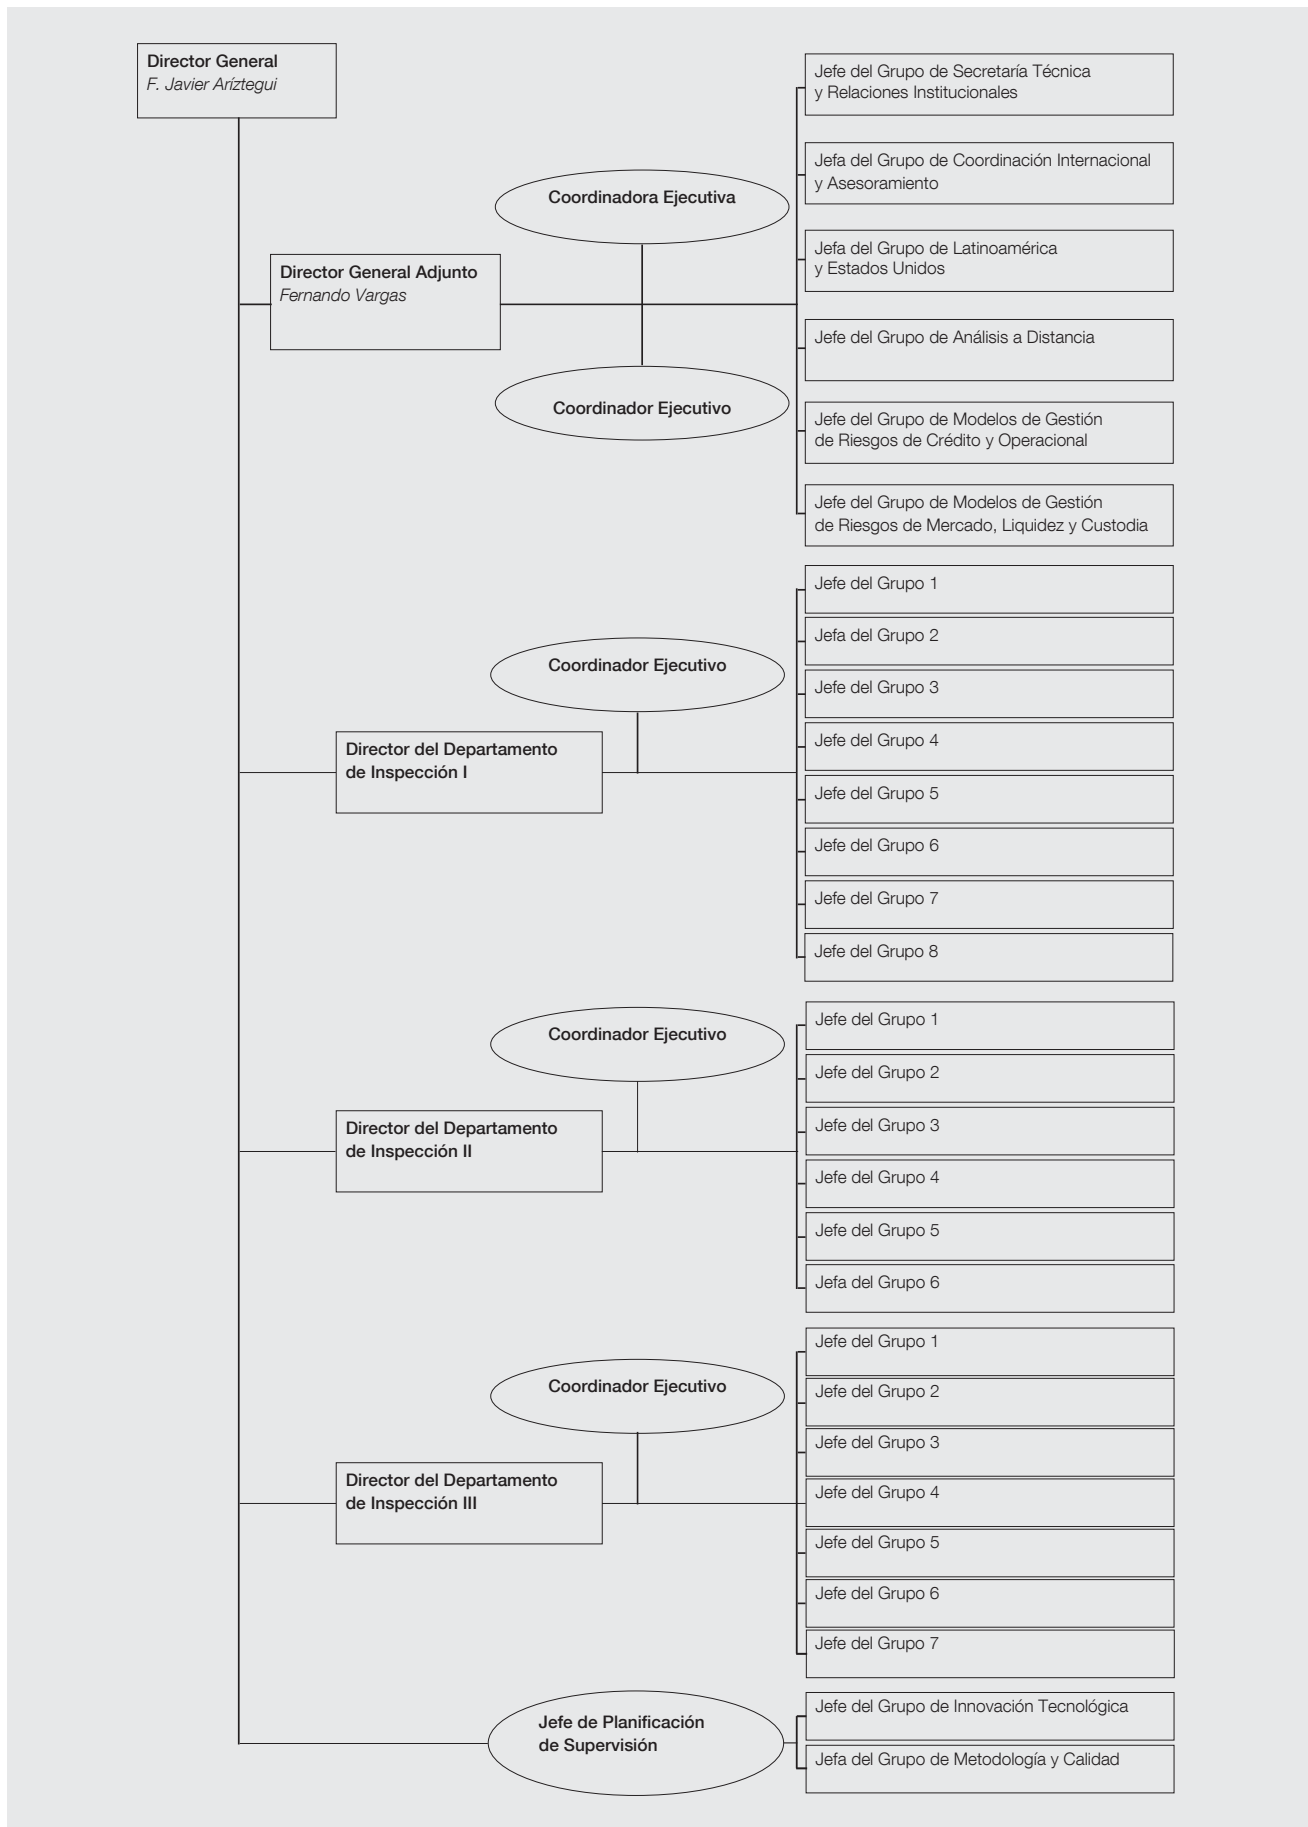 Director General
F. Javier Aríztegui
Director General Adjunto
Fernando Vargas
Coordinadora Ejecutiva
Coordinador Ejecutivo
Jefe del Grupo de Secretaría Técnica
y Relaciones Institucionales
Jefa del Grupo de Coordinación Internacional
y Asesoramiento
Jefa del Grupo de Latinoamérica
y Estados Unidos
Jefe del Grupo de Análisis a Distancia
Jefe del Grupo de Modelos de Gestión
de Riesgos de Crédito y Operacional
Jefe del Grupo de Modelos de Gestión
de Riesgos de Mercado, Liquidez y Custodia
Director del Departamento
de Inspección I
Coordinador Ejecutivo
Jefe del Grupo 1
Jefa del Grupo 2
Jefe del Grupo 3
Jefe del Grupo 4
Jefe del Grupo 5
Jefe del Grupo 6
Jefe del Grupo 7
Jefe del Grupo 8
Director del Departamento
de Inspección II
Coordinador Ejecutivo
Jefe del Grupo 1
Jefe del Grupo 2
Jefe del Grupo 3
Jefe del Grupo 4
Jefe del Grupo 5
Jefa del Grupo 6
Director del Departamento
de Inspección III
Coordinador Ejecutivo
Jefe del Grupo 1
Jefe del Grupo 2
Jefe del Grupo 3
Jefe del Grupo 4
Jefe del Grupo 5
Jefe del Grupo 6
Jefe del Grupo 7
Jefe de Planificación
de Supervisión
Jefe del Grupo de Innovación Tecnológica
Jefa del Grupo de Metodología y Calidad